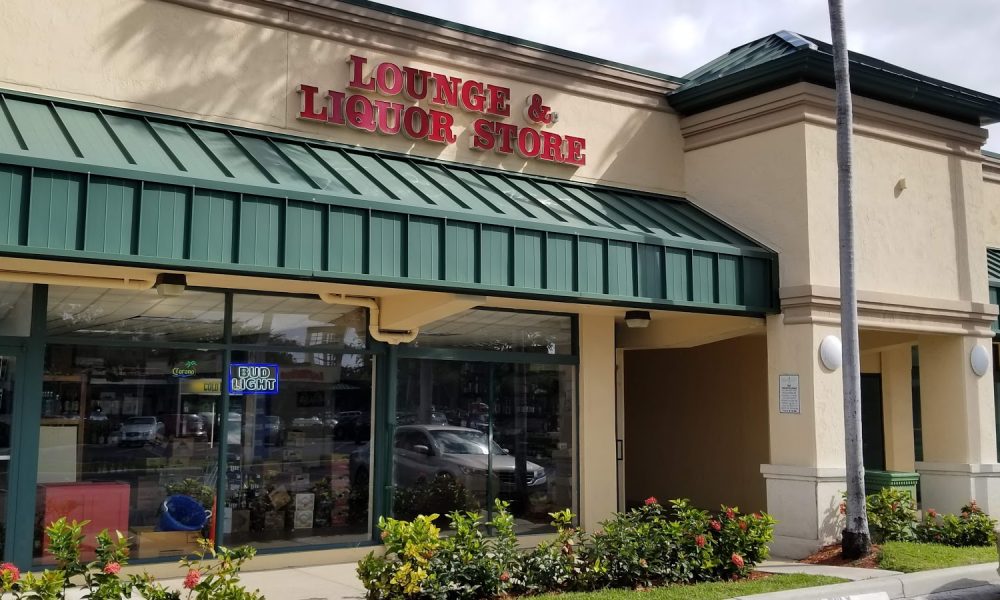 LOUNGE &
LIQUOR STORE
Corona
BUD
LIGHT